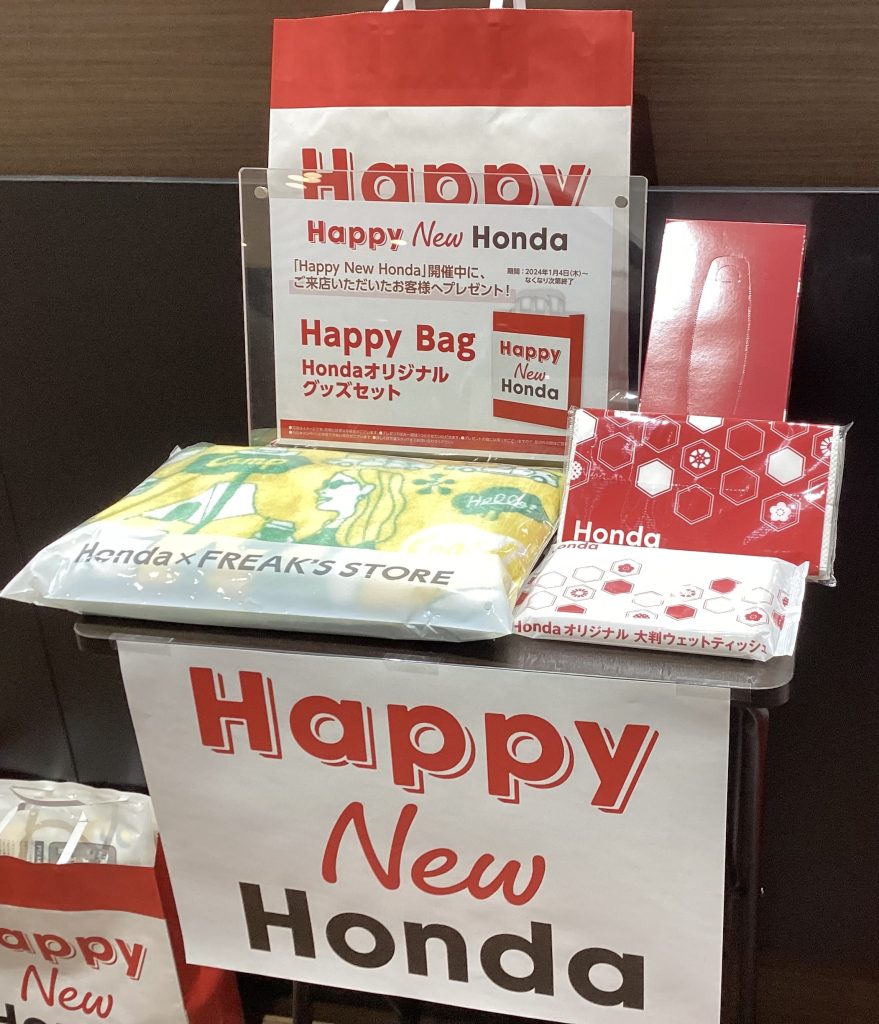 Happy
Happy New Honda
「Happy New Honda」開催中に、
ご来店いただいたお客様へプレゼント!
期間：2024年1月4日(木)〜
なくなり次第終了
Happy Bag
Hondaオリジナル
グッズセット
Happy
New
Honda
Camp
Hello!
Honda×FREAK'S STORE
Honda
Honda
Hondaオリジナル 大判ウェットティッシュ
Happy
New
Honda
appy
New